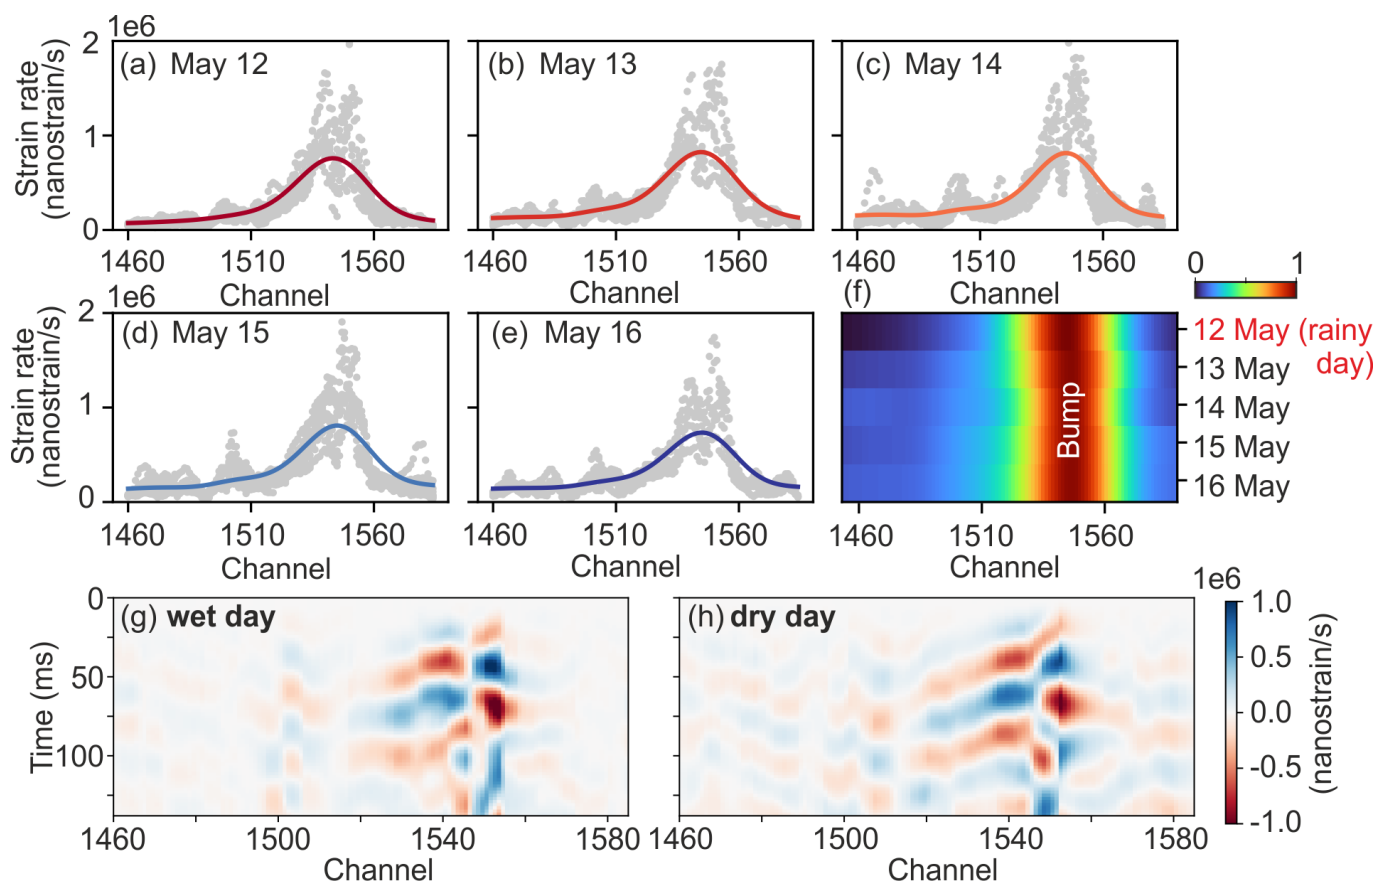 1e6
(a) May 12
(b) May 13
(c) May 14
Strain rate
(nanostrain/s)
2
1
0
1460 1510 1560
1460 1510 1560
1460 1510 1560
Channel
Channel
Channel
0 1
1e6
(d) May 15
(e) May 16
(f)
Strain rate
(nanostrain/s)
2
1
0
Bump
12 May (rainy
day)
13 May
14 May
15 May
16 May
1460 1510 1560
1460 1510 1560
1460 1510 1560
Channel
Channel
Channel
(g) wet day
(h) dry day
Time (ms)
0
50
100
1460 1500 1540 1580
1460 1500 1540 1580
Channel
Channel
1e6
1.0
0.5
0.0
-0.5
-1.0
(nanostrain/s)